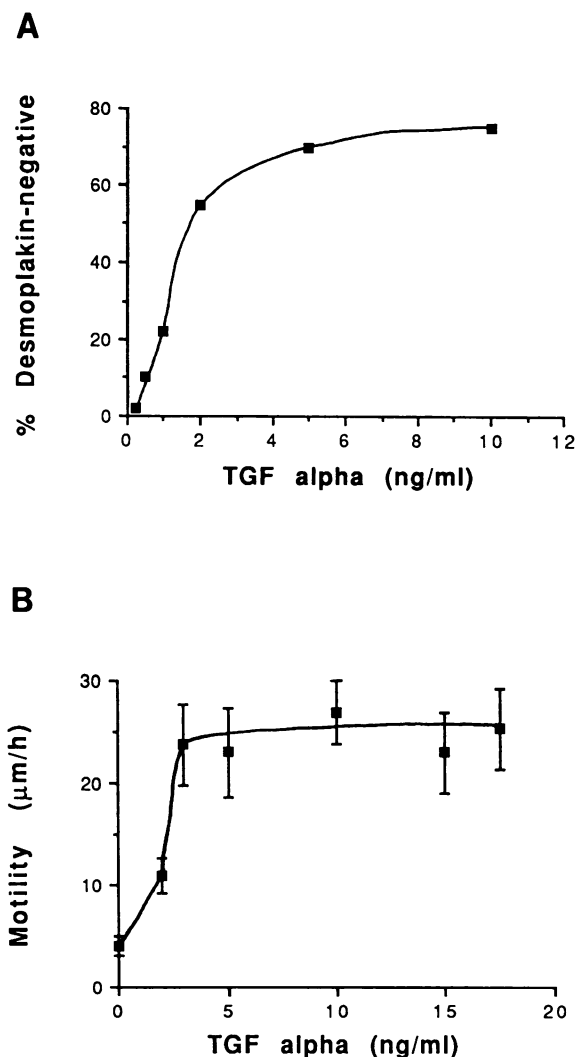 A
% Desmoplakin-negative
80
60
40
20
0
0 2 4 6 8 10 12
TGF alpha (ng/ml)
B
Motility (μm/h)
30
20
10
0
0 5 10 15 20
TGF alpha (ng/ml)